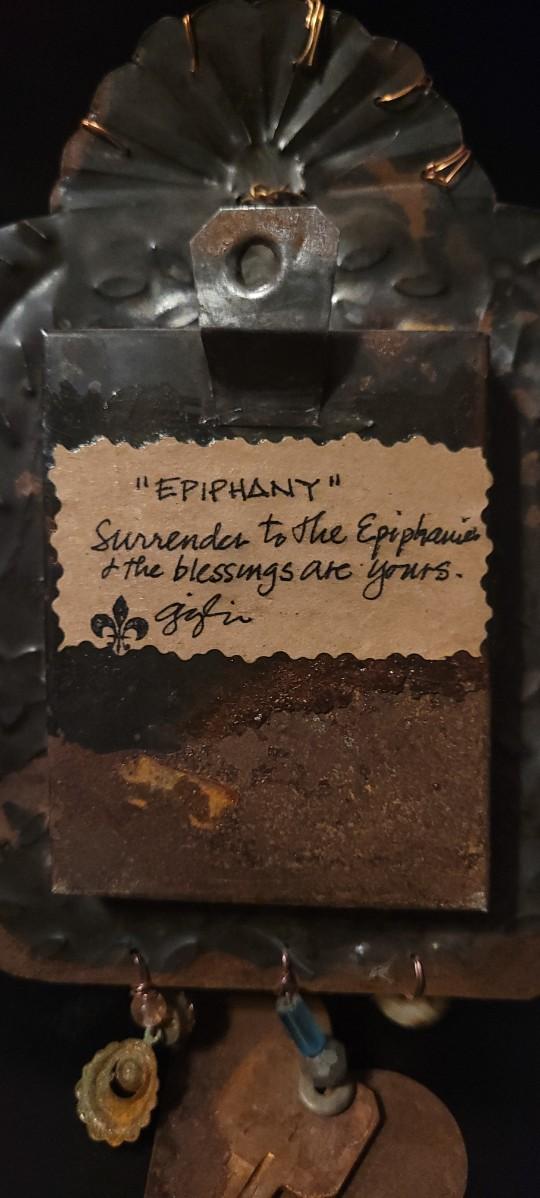 "EPIPHANY"
Surrender to the Epiphanies
& the blessings are yours.